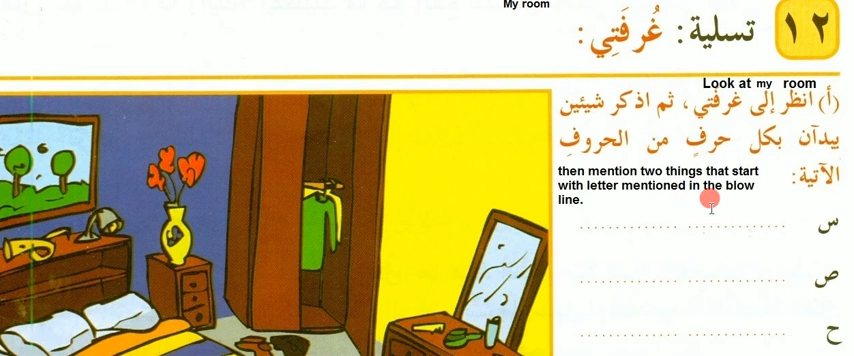 My room
١٢ تسلية: غُرفَتِي:
Look at my room
(أ) انظر إلى غرفتي، ثم اذكر شيئين
يبدآن بكل حرفٍ من الحروفِ
الآتية:
then mention two things that start
with letter mentioned in the blow
line.
س .............. ..............
ص .............. ..............
ح .............. ..............